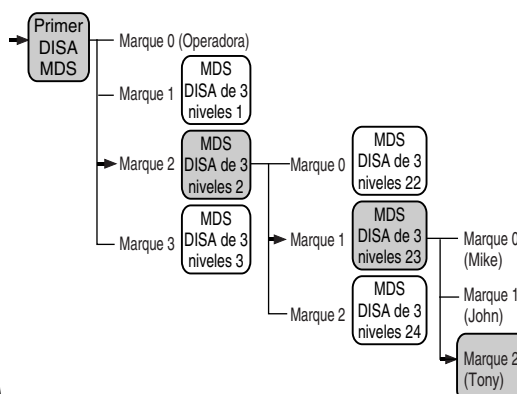 Primer
DISA
MDS
Marque 0 (Operadora)
Marque 1
MDS
DISA de 3
niveles 1
Marque 2
MDS
DISA de 3
niveles 2
Marque 3
MDS
DISA de 3
niveles 3
Marque 0
MDS
DISA de 3
niveles 22
Marque 1
MDS
DISA de 3
niveles 23
Marque 2
MDS
DISA de 3
niveles 24
Marque 0
(Mike)
Marque 1
(John)
Marque 2
(Tony)